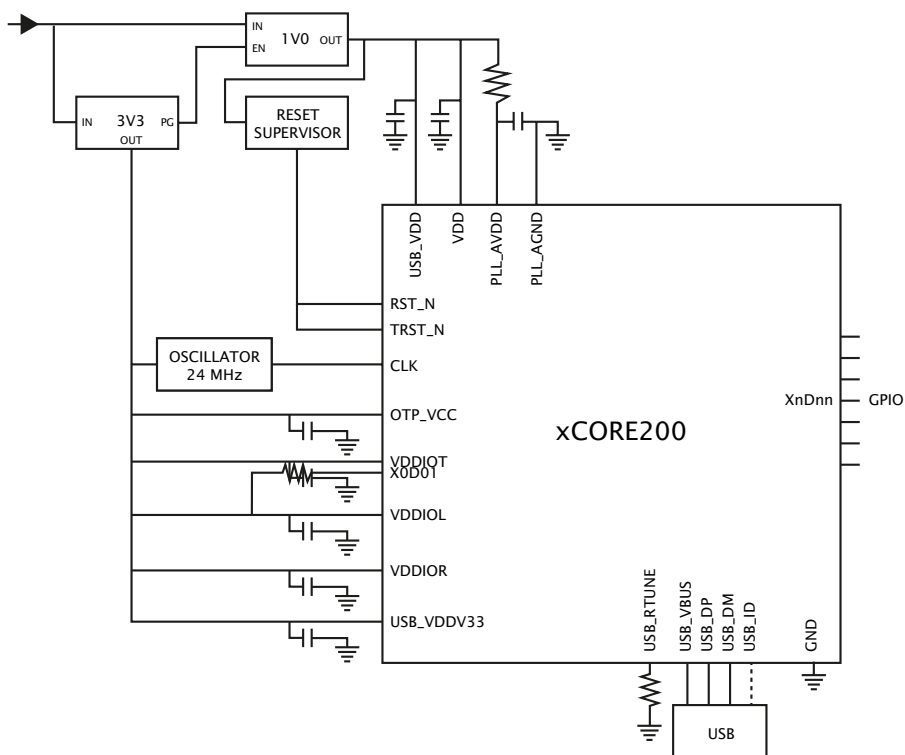 IN
1V0
OUT
EN
IN
3V3
PG
OUT
RESET
SUPERVISOR
USB_VDD
VDD
PLL_AVDD
PLL_AGND
RST_N
TRST_N
OSCILLATOR
24 MHz
CLK
XnDnn
GPIO
OTP_VCC
xCORE200
VDDIOT
X0D01
VDDIOL
VDDIOR
USB_VDDV33
USB_RTUNE
USB_VBUS
USB_DP
USB_DM
USB_ID
GND
USB